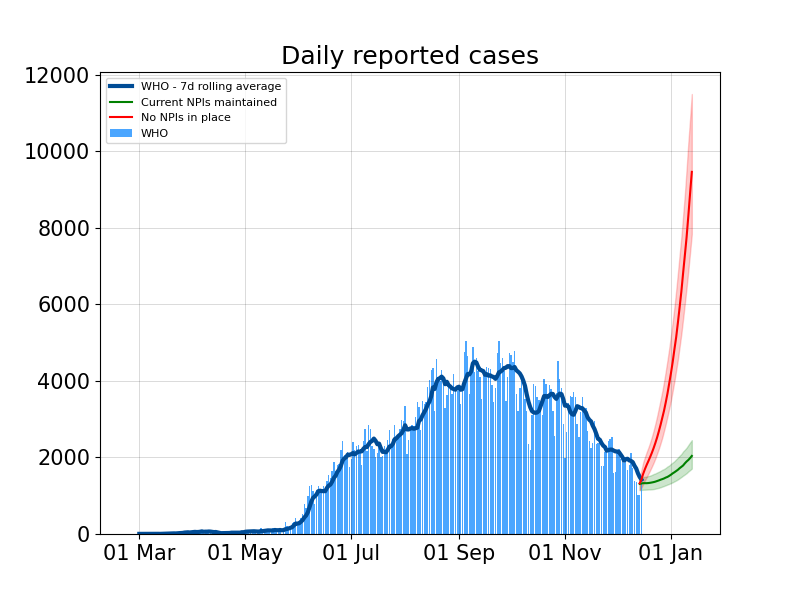 Daily reported cases
12000
10000
8000
6000
4000
2000
0
WHO - 7d rolling average
Current NPIs maintained
No NPIs in place
WHO
01 Mar 01 May 01 Jul 01 Sep 01 Nov 01 Jan